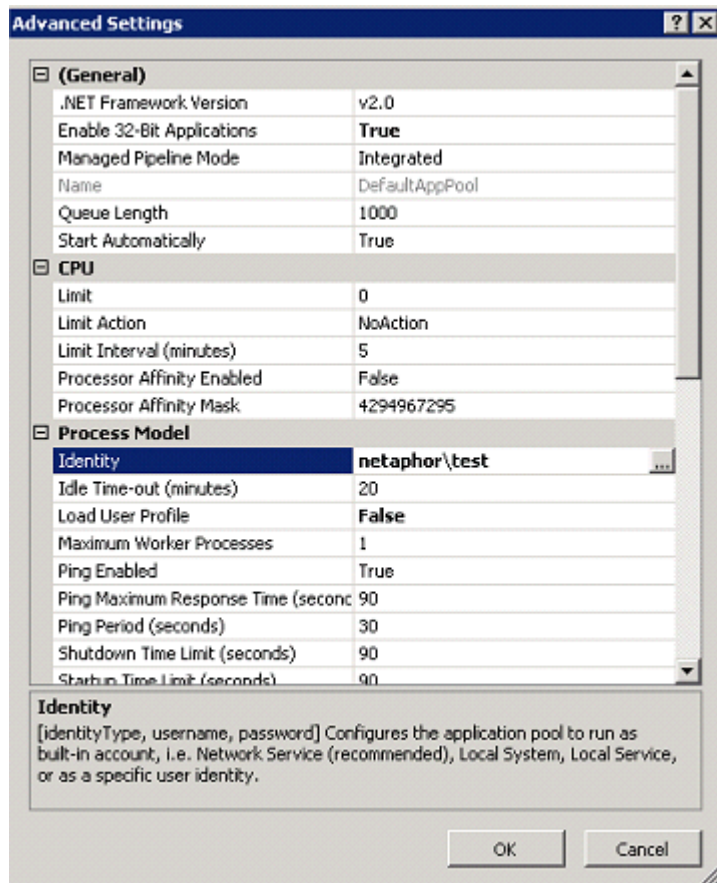 Advanced Settings
(General)
.NET Framework Version v2.0
Enable 32-Bit Applications True
Managed Pipeline Mode Integrated
Name DefaultAppPool
Queue Length 1000
Start Automatically True
CPU
Limit 0
Limit Action NoAction
Limit Interval (minutes) 5
Processor Affinity Enabled False
Processor Affinity Mask 4294967295
Process Model
Identity netaphor\test ...
Idle Time-out (minutes) 20
Load User Profile False
Maximum Worker Processes 1
Ping Enabled True
Ping Maximum Response Time (seconc 90
Ping Period (seconds) 30
Shutdown Time Limit (seconds) 90
Startup Time Limit (seconds) 90
Identity
[identityType, username, password] Configures the application pool to run as
built-in account, i.e. Network Service (recommended), Local System, Local Service,
or as a specific user identity.
OK Cancel